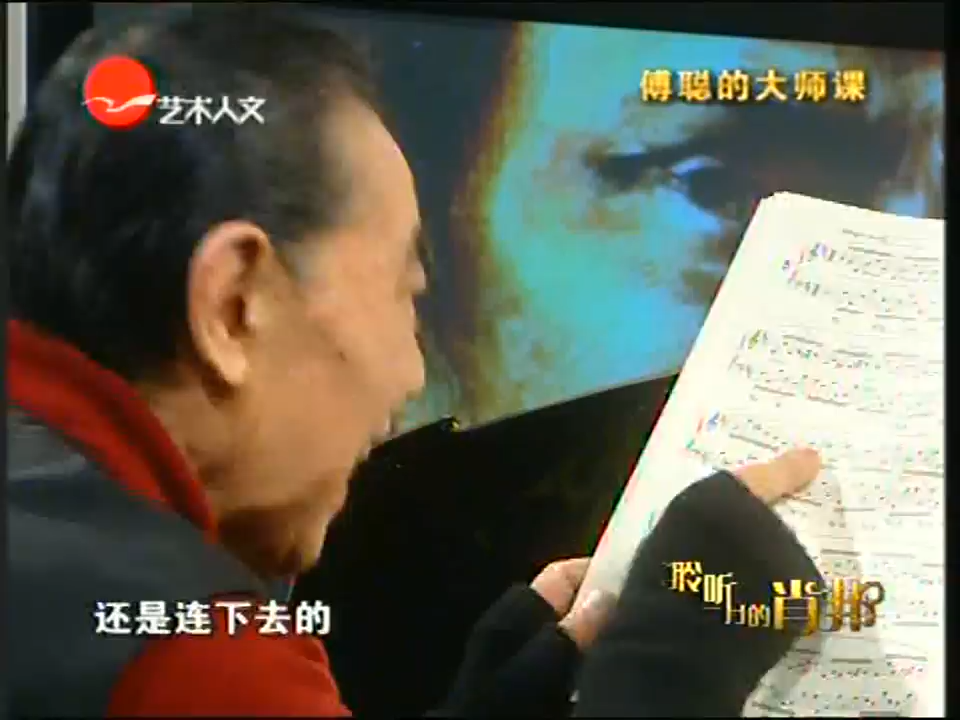 艺术人文
傅聪的大师课
聆听
的肖邦
还是连下去的